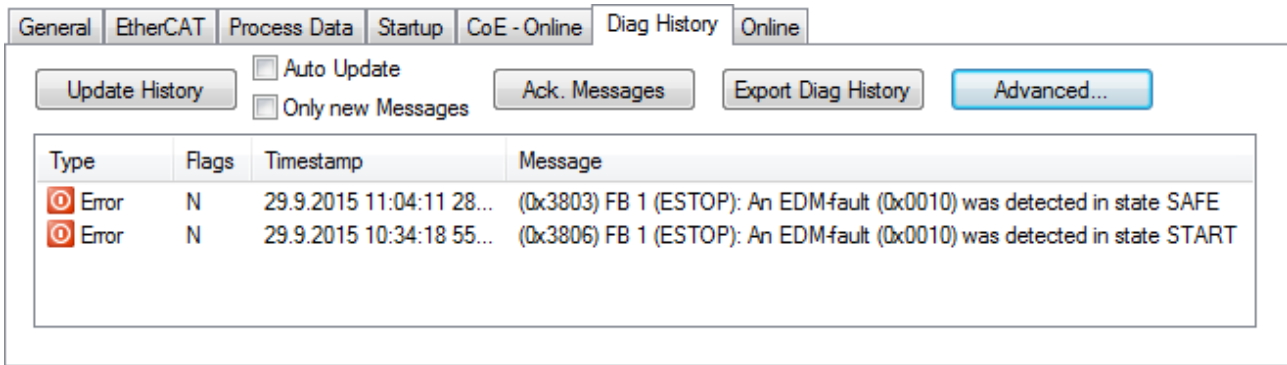 General EtherCAT Process Data Startup CoE - Online Diag History Online
Update History Auto Update Ack. Messages Export Diag History Advanced...
Only new Messages
Type Flags Timestamp Message
Error N 29.9.2015 11:04:11 28... (0x3803) FB 1 (ESTOP): An EDM-fault (0x0010) was detected in state SAFE
Error N 29.9.2015 10:34:18 55... (0x3806) FB 1 (ESTOP): An EDM-fault (0x0010) was detected in state START